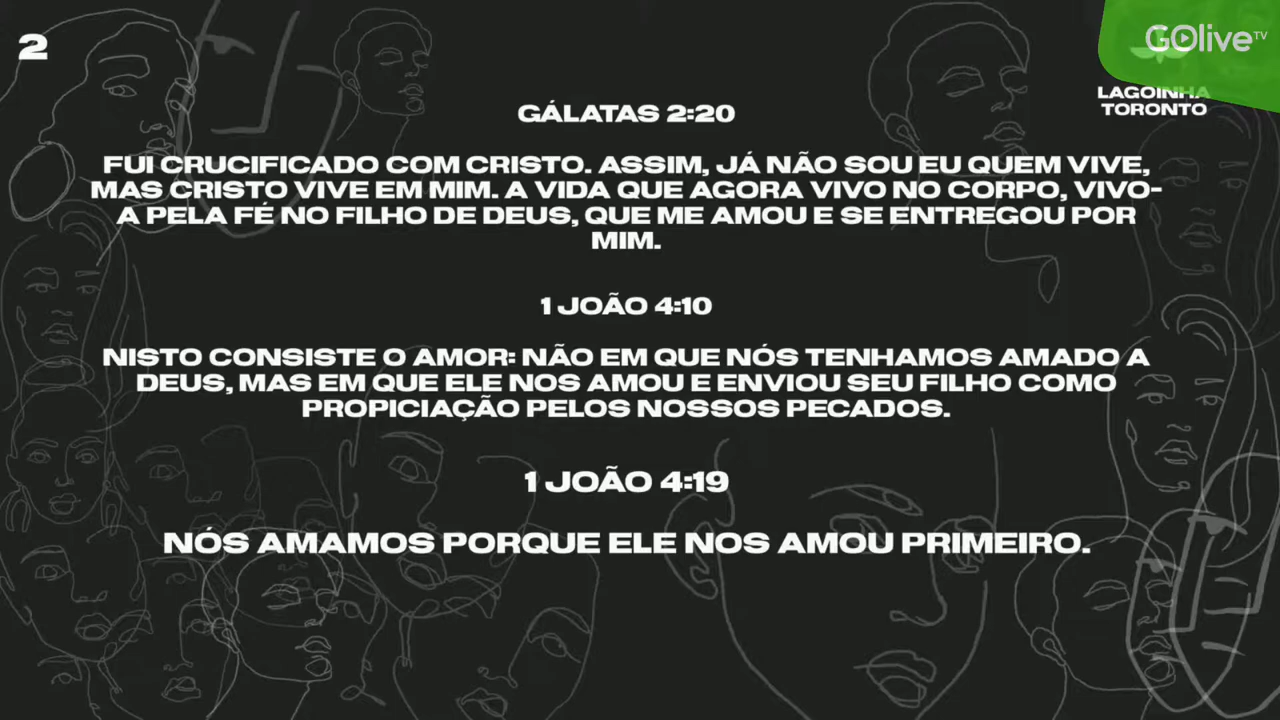 2
GOlive TV
LAGOINHA
TORONTO
GÁLATAS 2:20
FUI CRUCIFICADO COM CRISTO. ASSIM, JÁ NÃO SOU EU QUEM VIVE,
MAS CRISTO VIVE EM MIM. A VIDA QUE AGORA VIVO NO CORPO, VIVO-
A PELA FÉ NO FILHO DE DEUS, QUE ME AMOU E SE ENTREGOU POR
MIM.
1 JOÃO 4:10
NISTO CONSISTE O AMOR: NÃO EM QUE NÓS TENHAMOS AMADO A
DEUS, MAS EM QUE ELE NOS AMOU E ENVIOU SEU FILHO COMO
PROPICIAÇÃO PELOS NOSSOS PECADOS.
1 JOÃO 4:19
NÓS AMAMOS PORQUE ELE NOS AMOU PRIMEIRO.